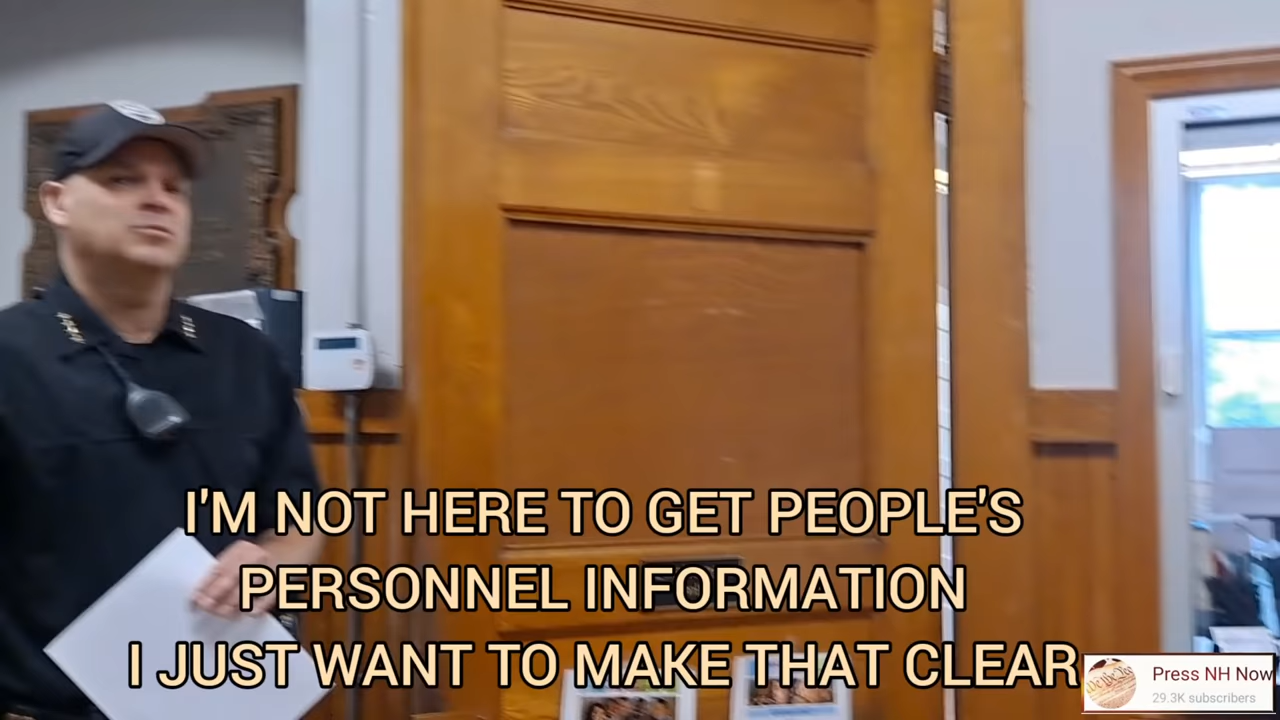 I'M NOT HERE TO GET PEOPLE'S
PERSONNEL INFORMATION
I JUST WANT TO MAKE THAT CLEAR
Press NH Now
29.3K subscribers